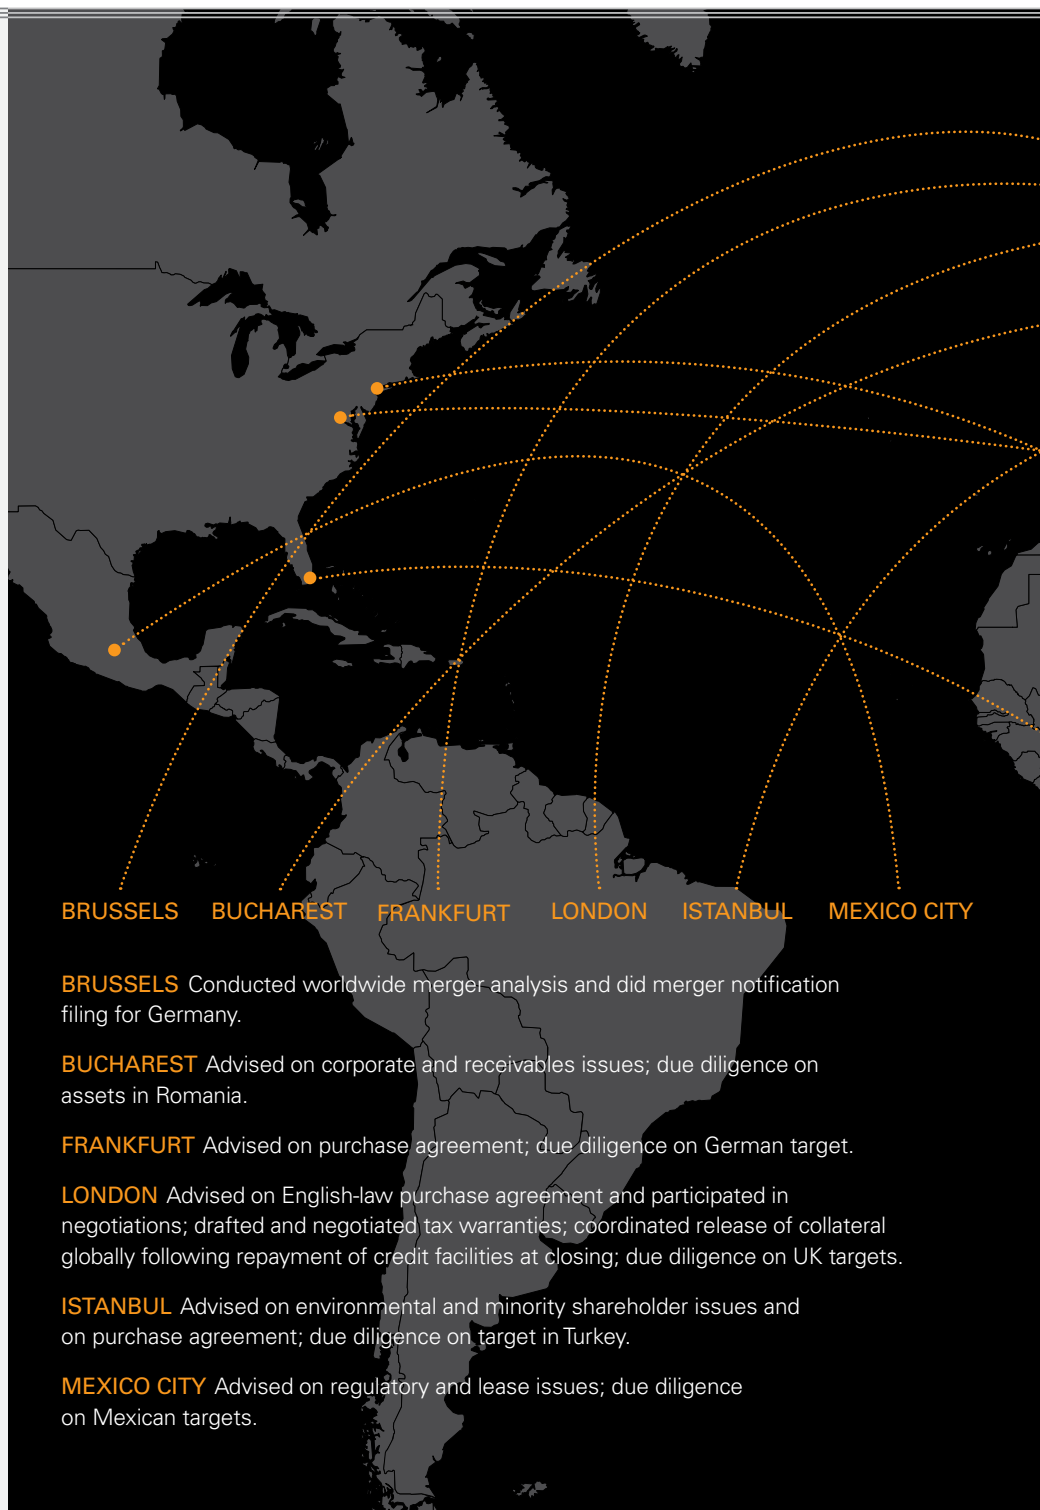 BRUSSELS BUCHAREST FRANKFURT LONDON ISTANBUL MEXICO CITY
BRUSSELS Conducted worldwide merger analysis and did merger notification
filing for Germany.
BUCHAREST Advised on corporate and receivables issues; due diligence on
assets in Romania.
FRANKFURT Advised on purchase agreement; due diligence on German target.
LONDON Advised on English-law purchase agreement and participated in
negotiations; drafted and negotiated tax warranties; coordinated release of collateral
globally following repayment of credit facilities at closing; due diligence on UK targets.
ISTANBUL Advised on environmental and minority shareholder issues and
on purchase agreement; due diligence on target in Turkey.
MEXICO CITY Advised on regulatory and lease issues; due diligence
on Mexican targets.